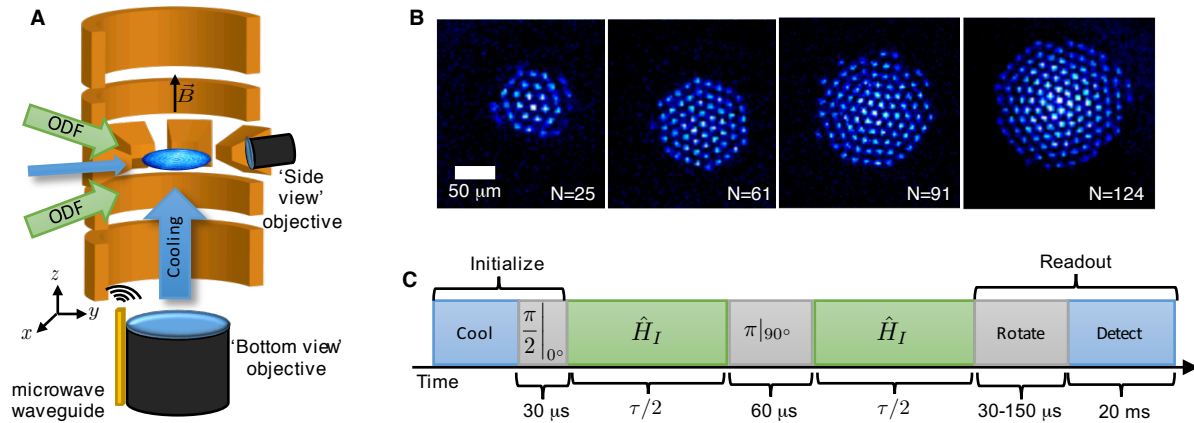 A
B⃗
ODF
ODF
Cooling
'Side
view'
objective
z
y
x
'Bottom view'
objective
microwave
waveguide
B
50 μm
N=25
N=61
N=91
N=124
C
Initialize
Readout
Cool
π/2|0°
Ĥ_I
π|90°
Ĥ_I
Rotate
Detect
Time
30 μs
τ/2
60 μs
τ/2
30-150 μs
20 ms